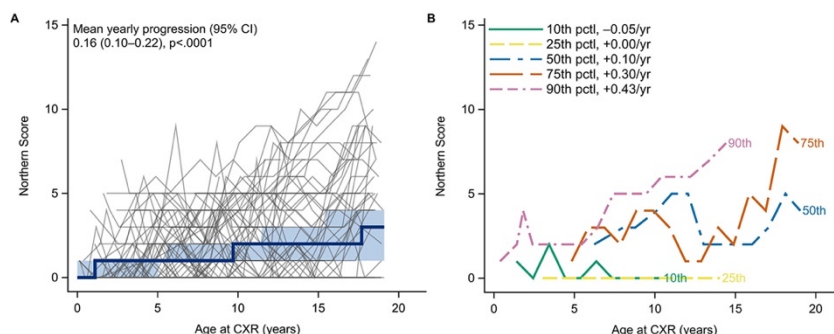 A
Mean yearly progression (95% CI)
0.16 (0.10–0.22), p<.0001
15
10
5
0
Northern Score
0
5
10
15
20
Age at CXR (years)
B
10th pctl, –0.05/yr
25th pctl, +0.00/yr
50th pctl, +0.10/yr
75th pctl, +0.30/yr
90th pctl, +0.43/yr
15
10
5
0
Northern Score
90th
75th
50th
10th
25th
0
5
10
15
20
Age at CXR (years)